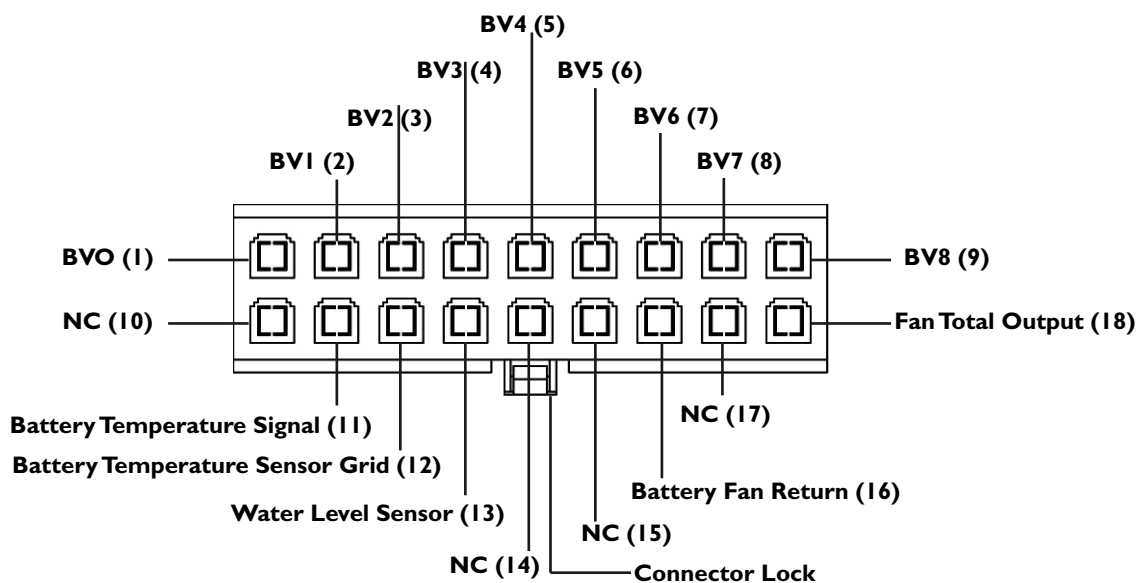 BV4 (5)
BV3 (4)
BV5 (6)
BV2 (3)
BV6 (7)
BV1 (2)
BV7 (8)
BVO (1)
BV8 (9)
NC (10)
Fan Total Output (18)
NC (17)
Battery Temperature Signal (11)
Battery Temperature Sensor Grid (12)
Battery Fan Return (16)
Water Level Sensor (13)
NC (15)
NC (14)
Connector Lock